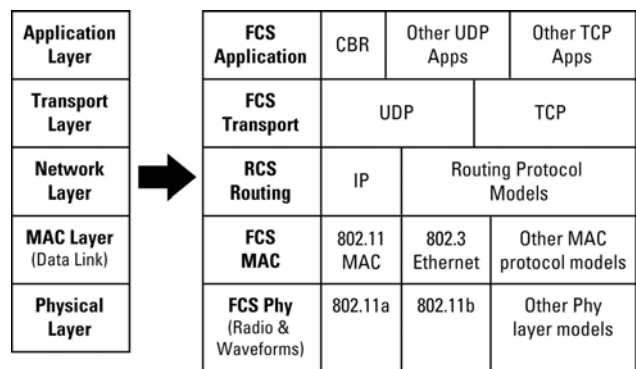 Application
Layer
Transport
Layer
Network
Layer
MAC Layer
(Data Link)
Physical
Layer
FCS
Application
CBR
Other UDP
Apps
Other TCP
Apps
FCS
Transport
UDP
TCP
RCS
Routing
IP
Routing Protocol
Models
FCS
MAC
802.11
MAC
802.3
Ethernet
Other MAC
protocol models
FCS Phy
(Radio &
Waveforms)
802.11a
802.11b
Other Phy
layer models